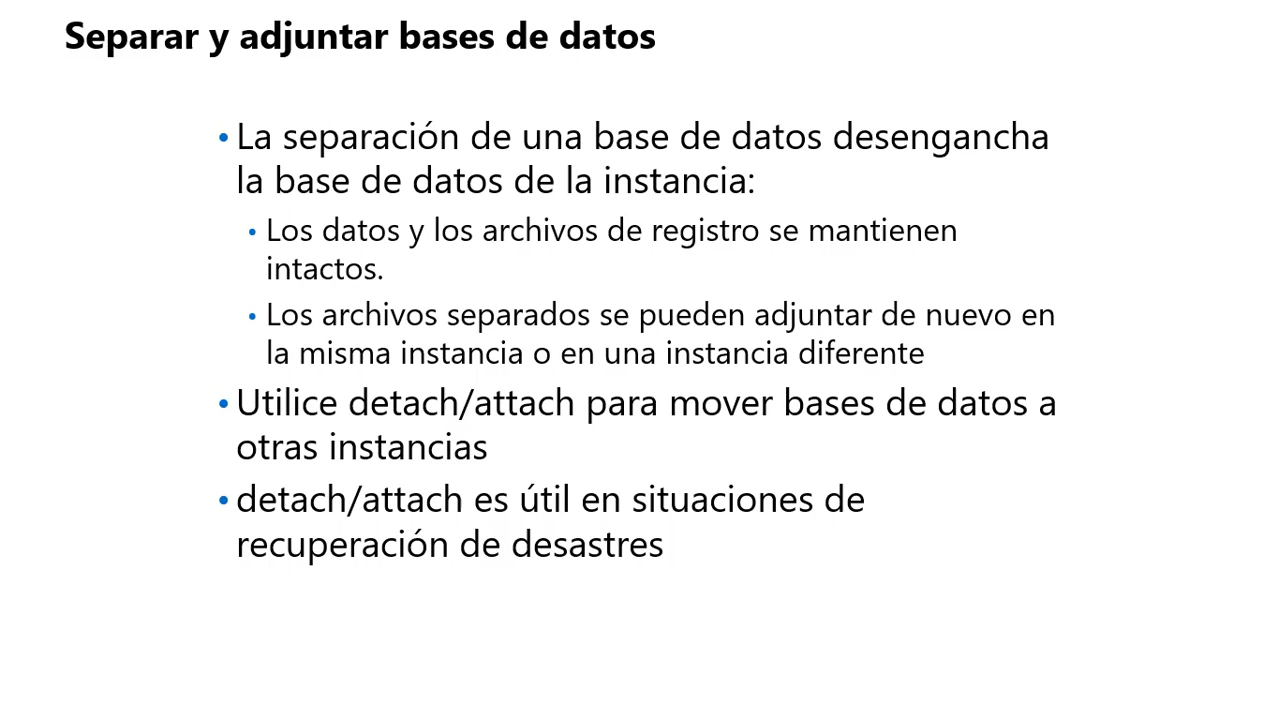 Separar y adjuntar bases de datos
• La separación de una base de datos desengancha
la base de datos de la instancia:
• Los datos y los archivos de registro se mantienen
intactos.
• Los archivos separados se pueden adjuntar de nuevo en
la misma instancia o en una instancia diferente
• Utilice detach/attach para mover bases de datos a
otras instancias
• detach/attach es útil en situaciones de
recuperación de desastres